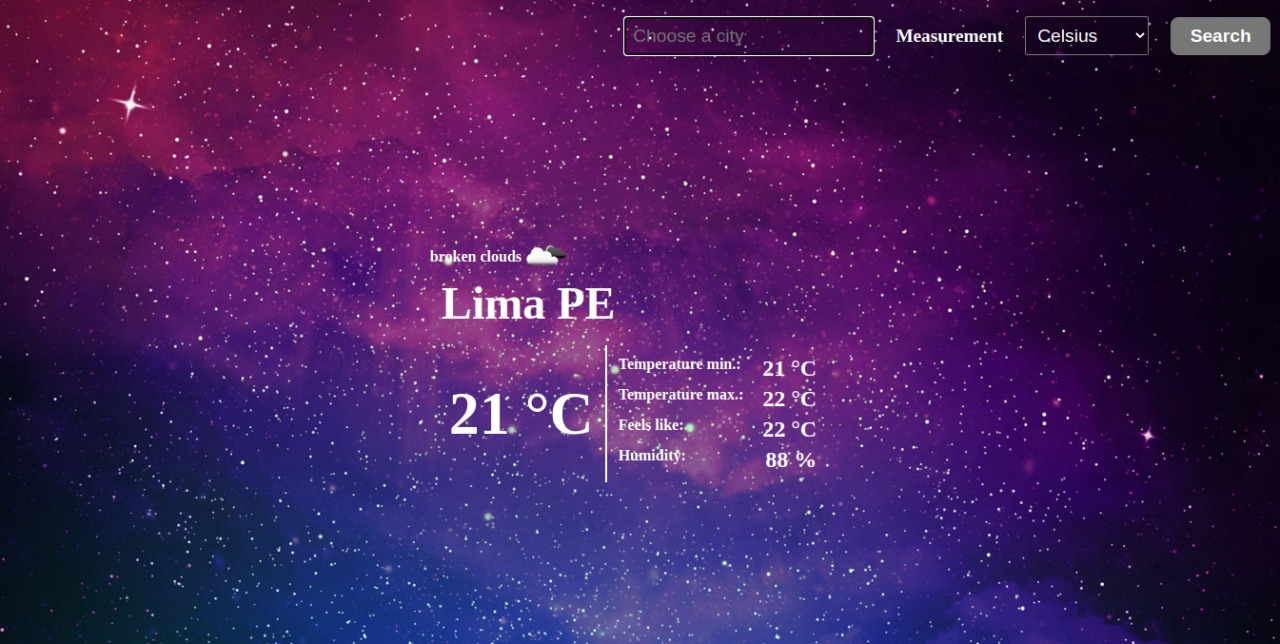 Choose a city Measurement Celsius Search
broken clouds
Lima PE
21 °C
Temperature min.: 21 °C
Temperature max.: 22 °C
Feels like: 22 °C
Humidity: 88 %